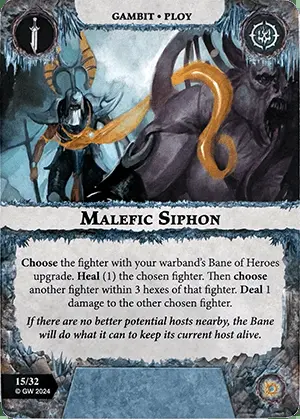 GAMBIT • PLOY
MALEFIC SIPHON
Choose the fighter with your warband's Bane of Heroes
upgrade. Heal (1) the chosen fighter. Then choose
another fighter within 3 hexes of that fighter. Deal 1
damage to the other chosen fighter.
If there are no better potential hosts nearby, the Bane
will do what it can to keep its current host alive.
15/32
© GW 2024